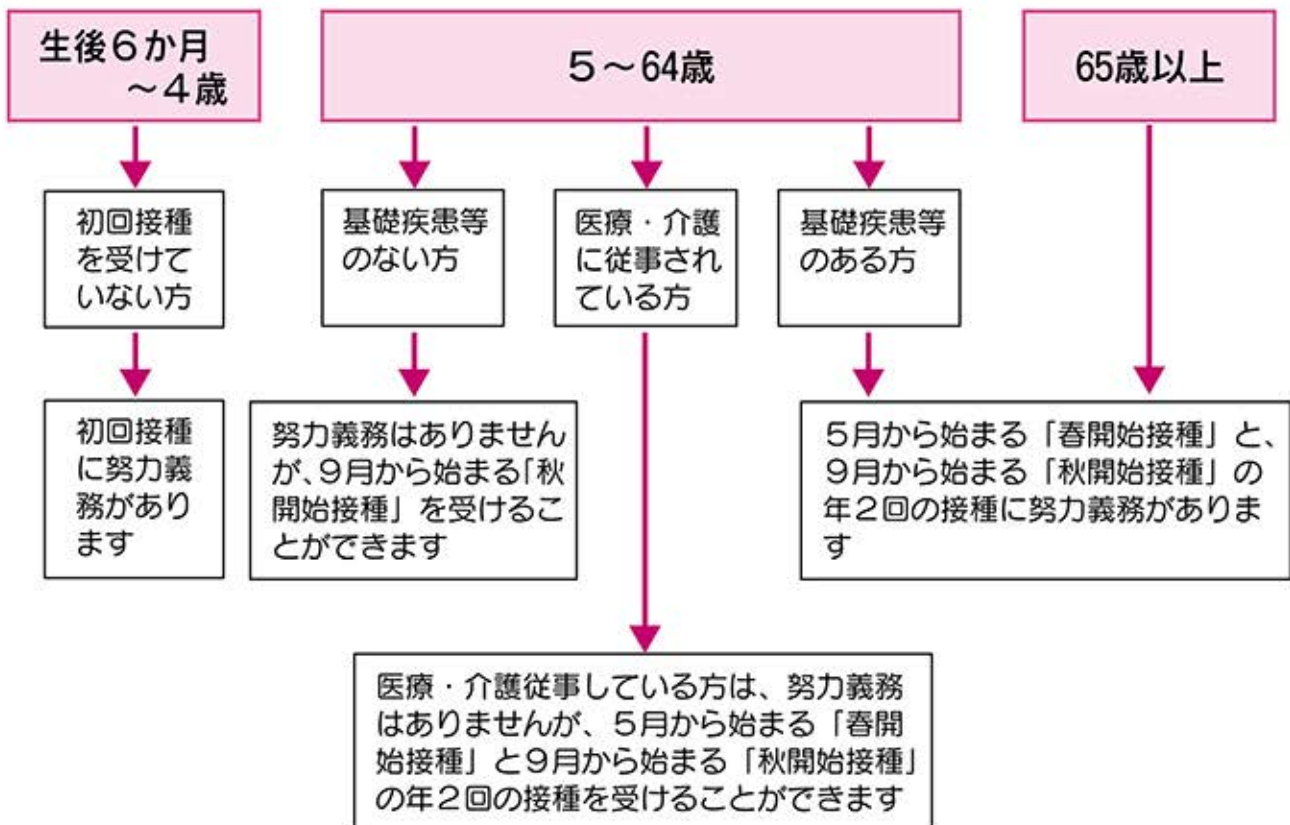 生後６か月
～４歳
５～64歳
65歳以上
初回接種
を受けて
いない方
基礎疾患等
のない方
医療・介護
に従事され
ている方
基礎疾患等
のある方
初回接種
に努力義
務があり
ます
努力義務はありません
が、９月から始まる「秋
開始接種」を受けるこ
とができます
５月から始まる「春開始接種」と、
９月から始まる「秋開始接種」の
年２回の接種に努力義務がありま
す
医療・介護従事している方は、努力義務
はありませんが、５月から始まる「春開
始接種」と９月から始まる「秋開始接種」
の年２回の接種を受けることができます